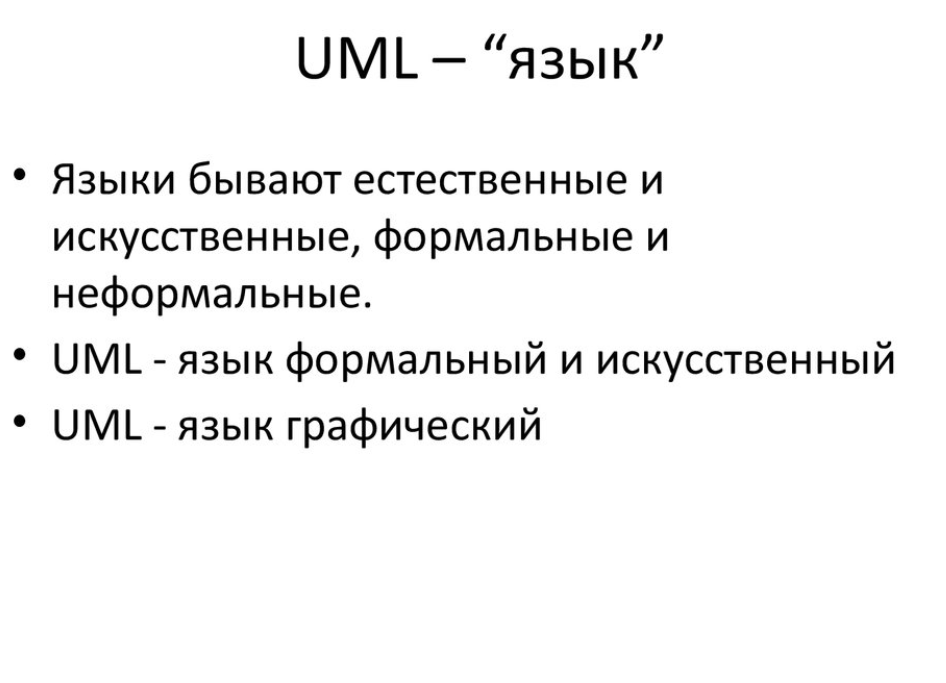 UML – “язык”
• Языки бывают естественные и
искусственные, формальные и
неформальные.
• UML - язык формальный и искусственный
• UML - язык графический